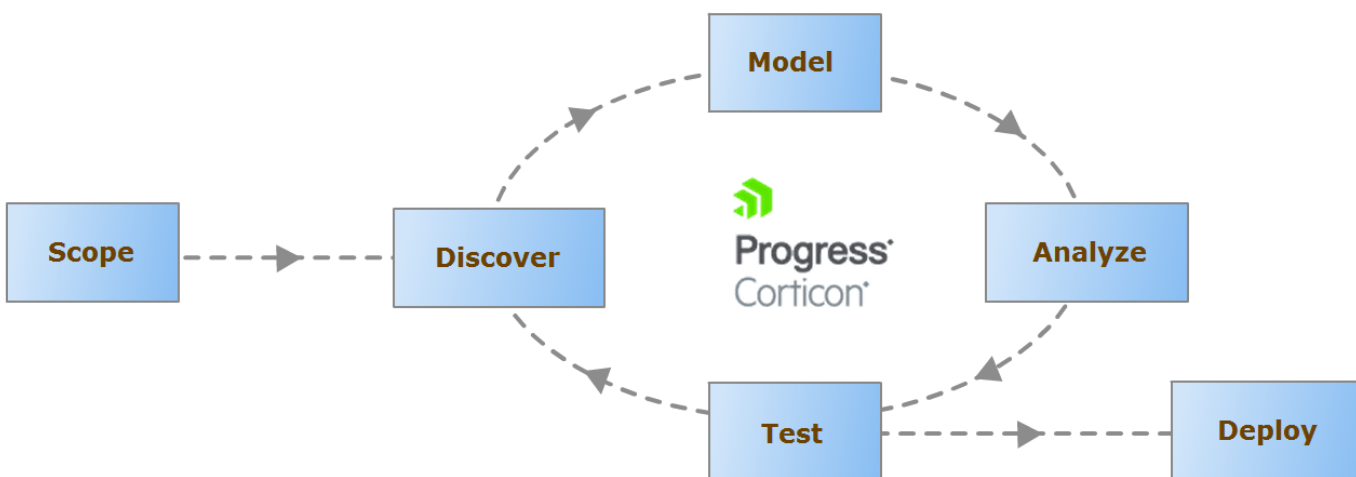 Model
Scope
Discover
Progress
Corticon
Analyze
Test
Deploy